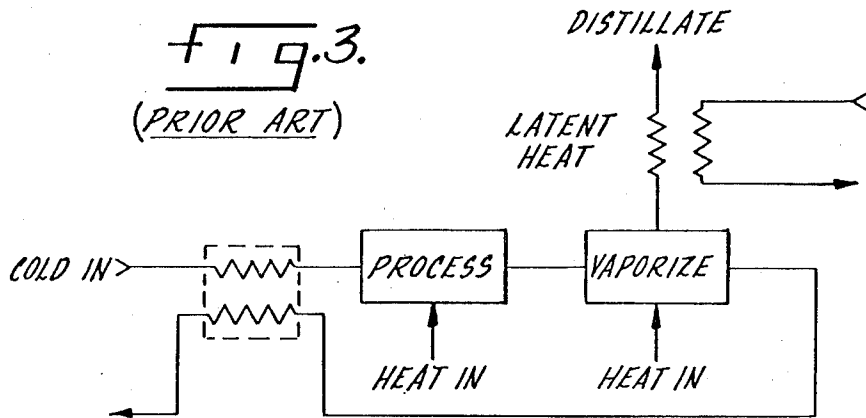 fig.3.
(PRIOR ART)
DISTILLATE
LATENT
HEAT
COLD IN
PROCESS
VAPORIZE
HEAT IN
HEAT IN